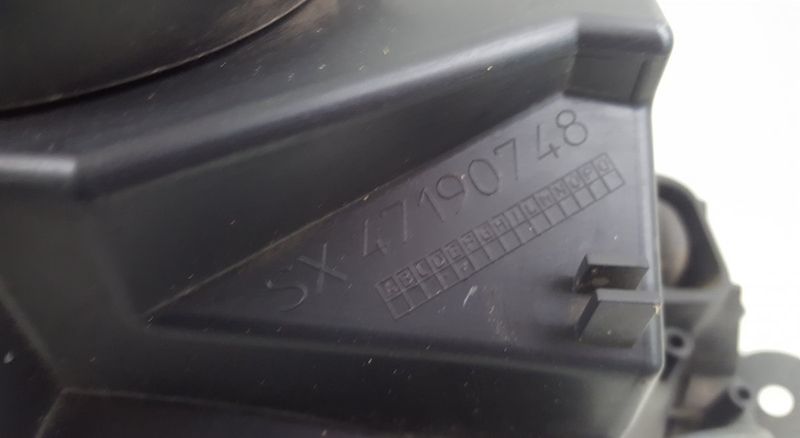 SX 47190748
A B C D E F G H I L M N O P Q